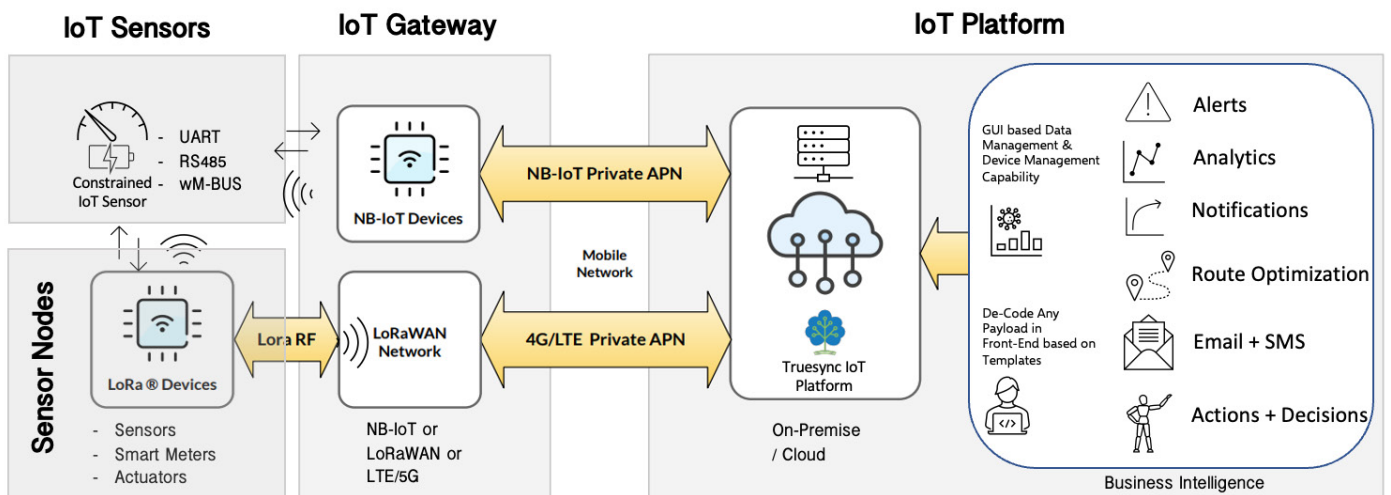 IoT Sensors
IoT Gateway
IoT Platform
- UART
- RS485
- wM-BUS
Constrained
IoT Sensor
NB-IoT Devices
NB-IoT Private APN
Mobile
Network
Sensor Nodes
LoRa ® Devices
Lora RF
LoRaWAN
Network
4G/LTE Private APN
- Sensors
- Smart Meters
- Actuators
NB-IoT or
LoRaWAN or
LTE/5G
Truesync IoT
Platform
On-Premise
/ Cloud
GUI based Data
Management &
Device Management
Capability
De-Code Any
Payload in
Front-End based on
Templates
</>
Alerts
Analytics
Notifications
Route Optimization
Email + SMS
Actions + Decisions
Business Intelligence